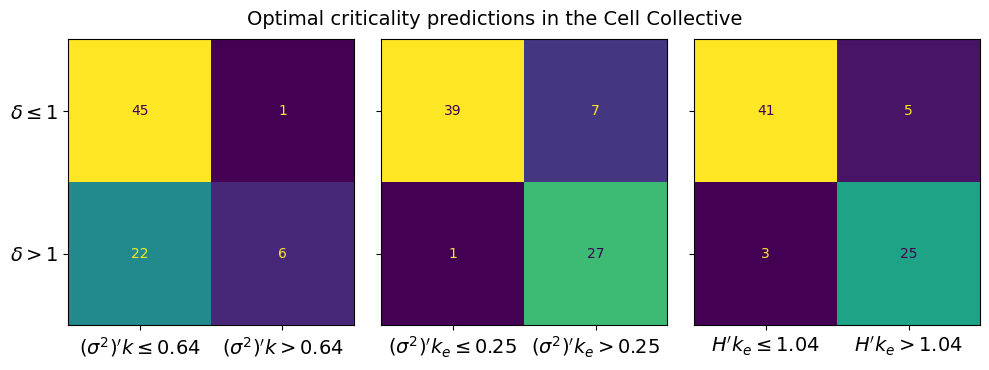 Optimal criticality predictions in the Cell Collective
δ ≤ 1
45 1 39 7 41 5
δ > 1
22 6 1 27 3 25
(σ²)′k ≤ 0.64 (σ²)′k > 0.64 (σ²)′kₑ ≤ 0.25 (σ²)′kₑ > 0.25 H′kₑ ≤ 1.04 H′kₑ > 1.04